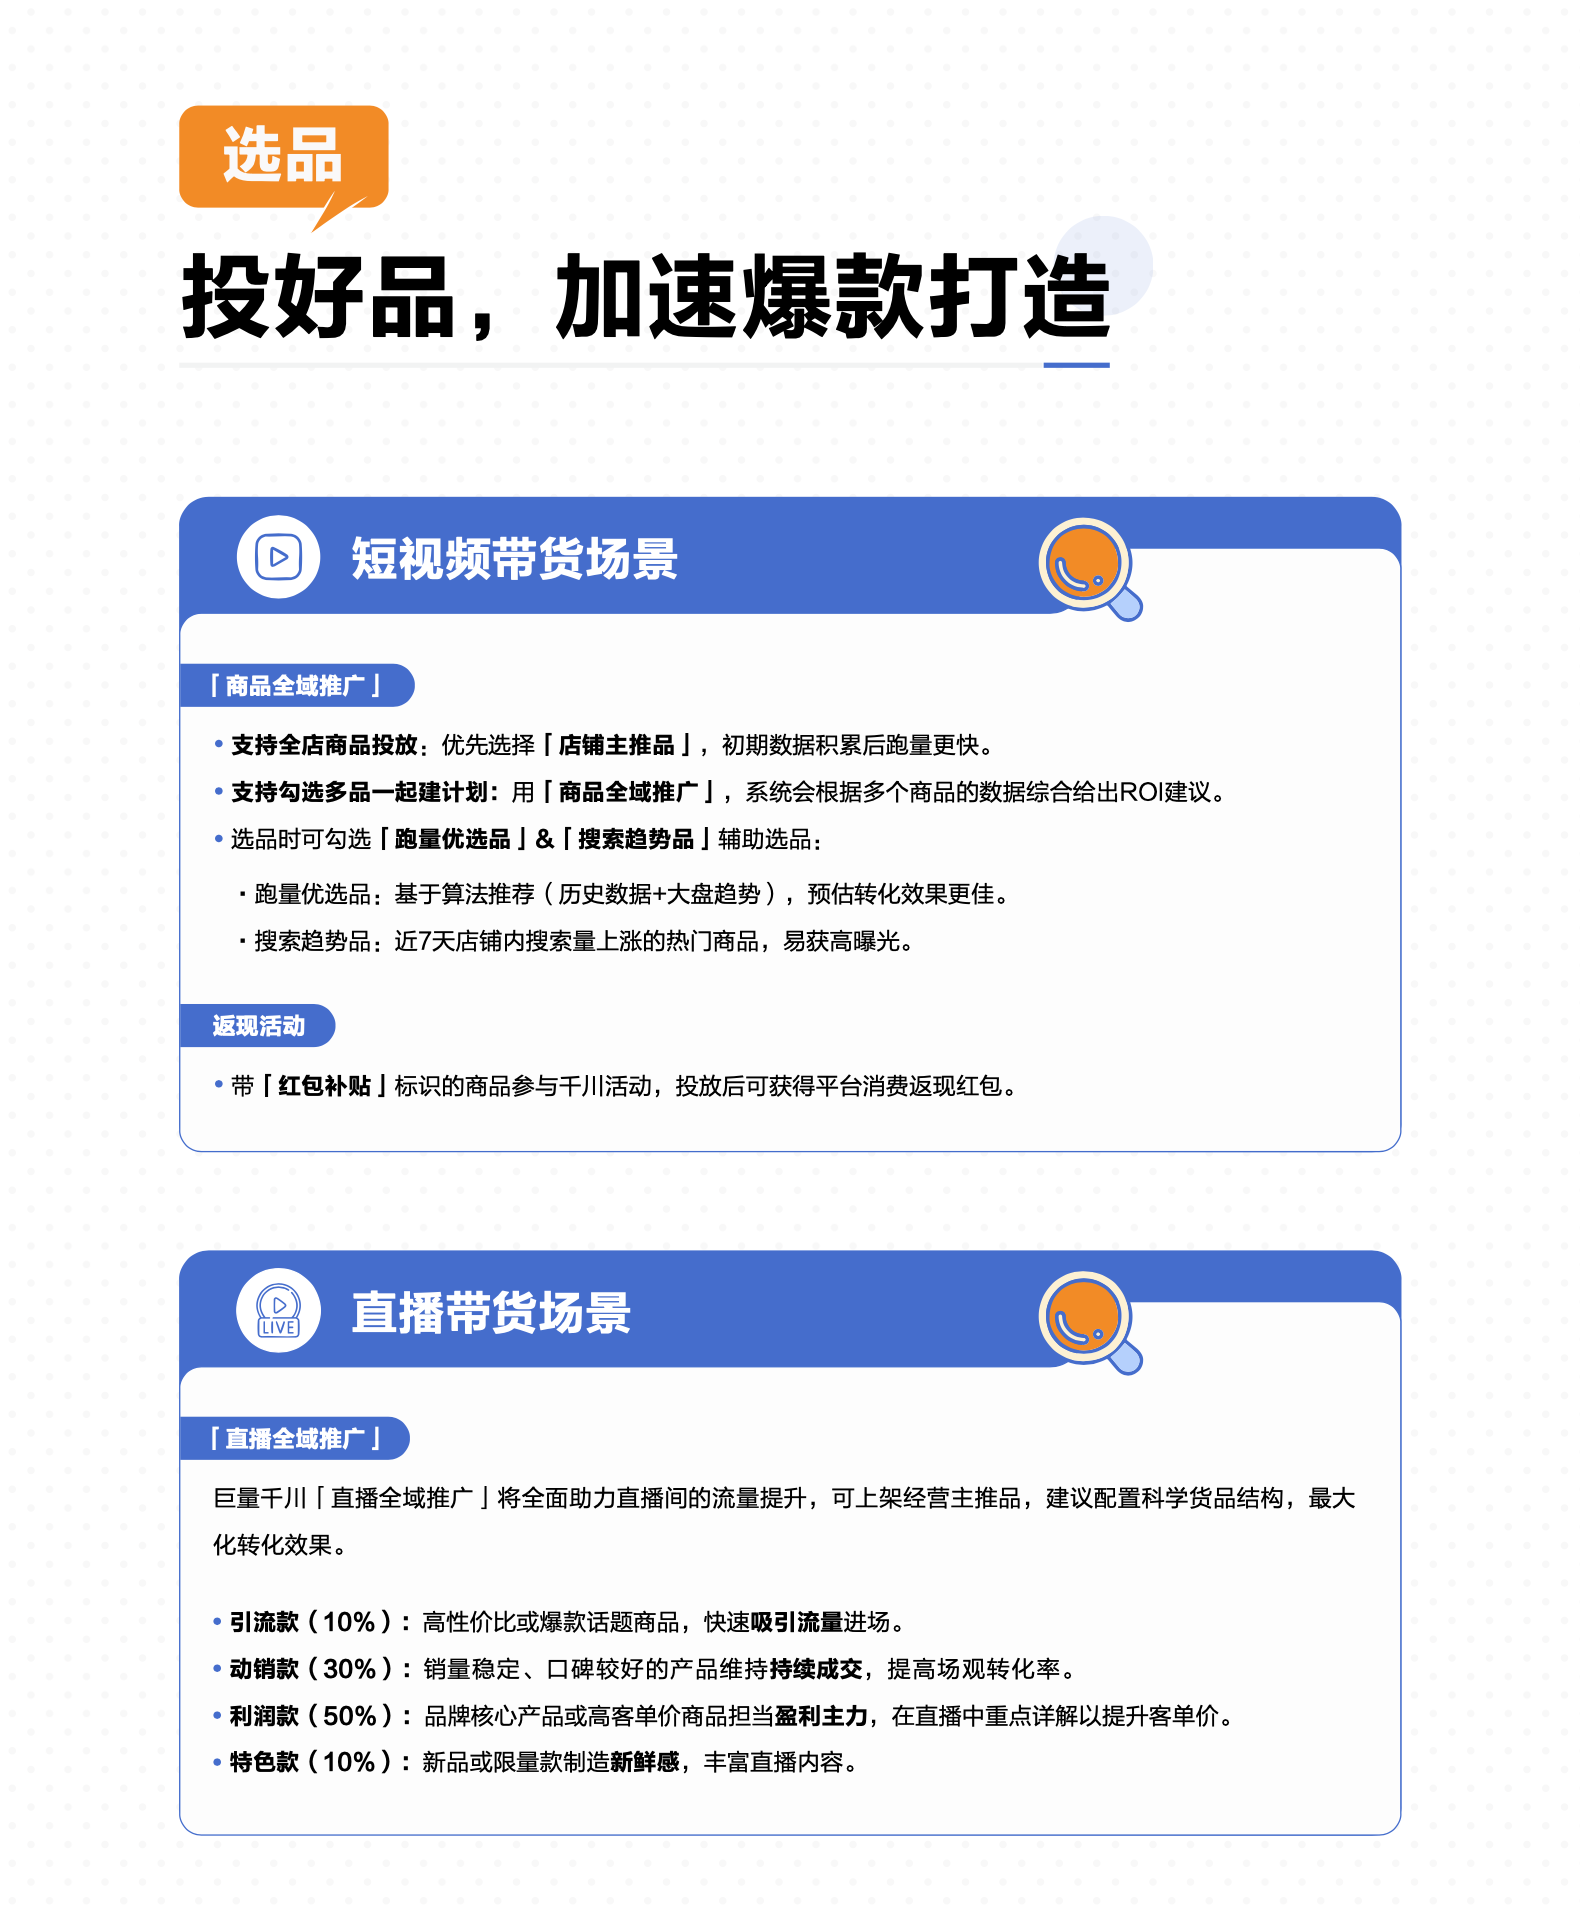 选品
投好品，加速爆款打造
短视频带货场景
「商品全域推广」
• 支持全店商品投放：优先选择「店铺主推品」，初期数据积累后跑量更快。
• 支持勾选多品一起建计划：用「商品全域推广」，系统会根据多个商品的数据综合给出ROI建议。
• 选品时可勾选「跑量优选品」&「搜索趋势品」辅助选品：
· 跑量优选品：基于算法推荐（历史数据+大盘趋势），预估转化效果更佳。
· 搜索趋势品：近7天店铺内搜索量上涨的热门商品，易获高曝光。
返现活动
• 带「红包补贴」标识的商品参与千川活动，投放后可获得平台消费返现红包。
LIVE
直播带货场景
「直播全域推广」
巨量千川「直播全域推广」将全面助力直播间的流量提升，可上架经营主推品，建议配置科学货品结构，最大
化转化效果。
• 引流款（10%）：高性价比或爆款话题商品，快速吸引流量进场。
• 动销款（30%）：销量稳定、口碑较好的产品维持持续成交，提高场观转化率。
• 利润款（50%）：品牌核心产品或高客单价商品担当盈利主力，在直播中重点详解以提升客单价。
• 特色款（10%）：新品或限量款制造新鲜感，丰富直播内容。